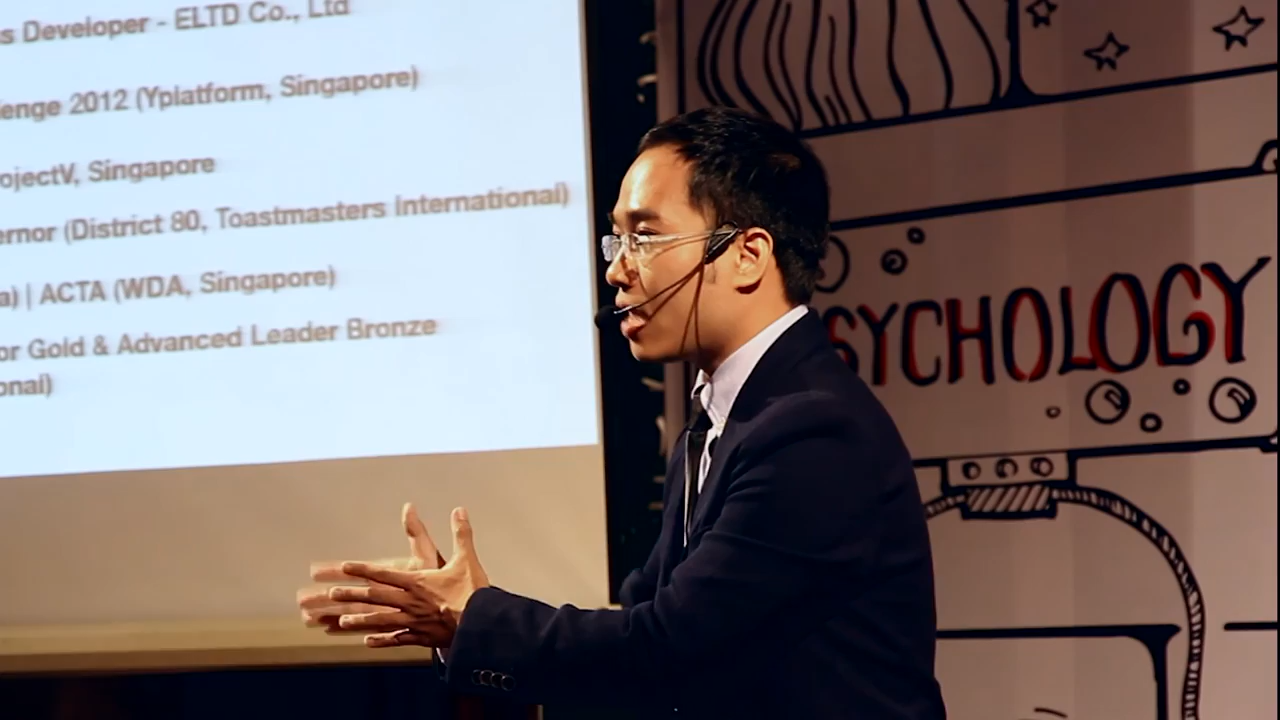 s Developer - ELTD Co., Ltd
enge 2012 (Yplatform, Singapore)
ojectV, Singapore
ernor (District 80, Toastmasters International)
a) | ACTA (WDA, Singapore)
or Gold & Advanced Leader Bronze
onal)
SYCHOLOGY